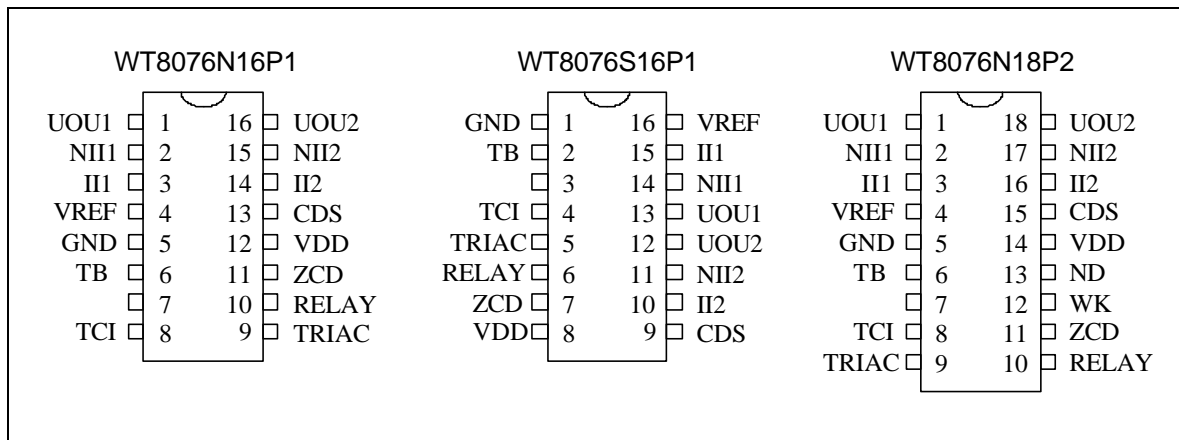 WT8076N16P1 WT8076S16P1 WT8076N18P2
UOU1 1 16 UOU2 GND 1 16 VREF UOU1 1 18 UOU2
NII1 2 15 NII2 TB 2 15 II1 NII1 2 17 NII2
II1 3 14 II2 3 14 NII1 II1 3 16 II2
VREF 4 13 CDS TCI 4 13 UOU1 VREF 4 15 CDS
GND 5 12 VDD TRIAC 5 12 UOU2 GND 5 14 VDD
TB 6 11 ZCD RELAY 6 11 NII2 TB 6 13 ND
7 10 RELAY ZCD 7 10 II2 7 12 WK
TCI 8 9 TRIAC VDD 8 9 CDS TCI 8 11 ZCD
TRIAC 9 10 RELAY